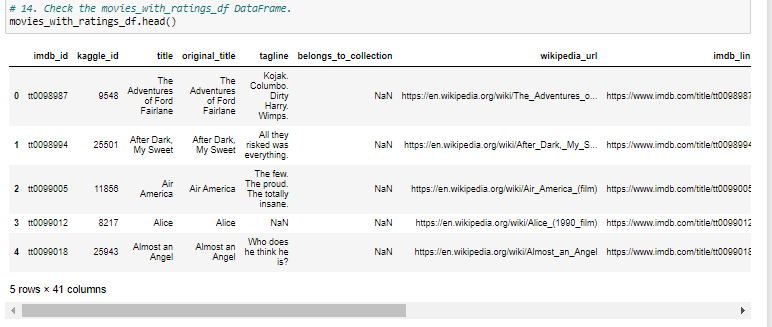 # 14. Check the movies_with_ratings_df DataFrame.
movies_with_ratings_df.head()
imdb_id kaggle_id title original_title tagline belongs_to_collection wikipedia_url imdb_lin
0 tt0098987 9548 The Adventures of Ford Fairlane The Adventures of Ford Fairlane Kojak. Columbo. Dirty Harry. Wimps. NaN https://en.wikipedia.org/wiki/The_Adventures_o... https://www.imdb.com/title/tt0098987
1 tt0098994 25501 After Dark, My Sweet After Dark, My Sweet All they risked was everything. NaN https://en.wikipedia.org/wiki/After_Dark,_My_S... https://www.imdb.com/title/tt0098994
2 tt0099005 11856 Air America Air America The few. The proud. The totally insane. NaN https://en.wikipedia.org/wiki/Air_America_(film) https://www.imdb.com/title/tt0099005
3 tt0099012 8217 Alice Alice NaN NaN https://en.wikipedia.org/wiki/Alice_(1990_film) https://www.imdb.com/title/tt0099012
4 tt0099018 25943 Almost an Angel Almost an Angel Who does he think he is? NaN https://en.wikipedia.org/wiki/Almost_an_Angel https://www.imdb.com/title/tt0099018
5 rows × 41 columns